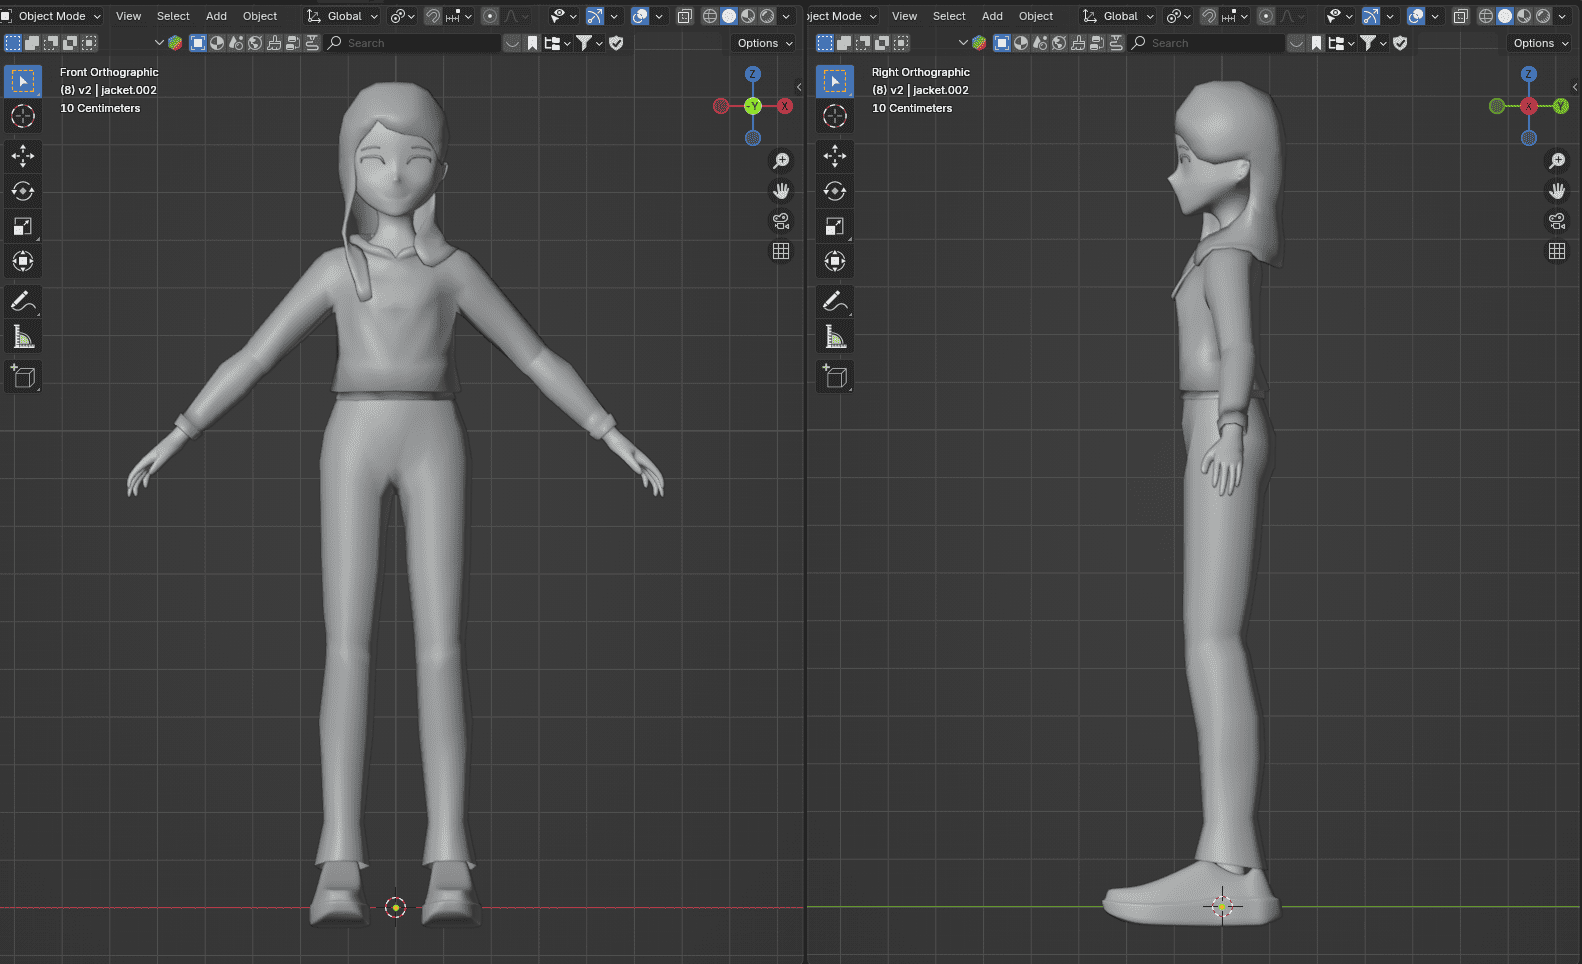 Object Mode View Select Add Object Global
Search Options
Front Orthographic
(8) v2 | jacket.002
10 Centimeters
Z
-Y
X
ject Mode View Select Add Object Global
Search Options
Right Orthographic
(8) v2 | jacket.002
10 Centimeters
Z
X
Y